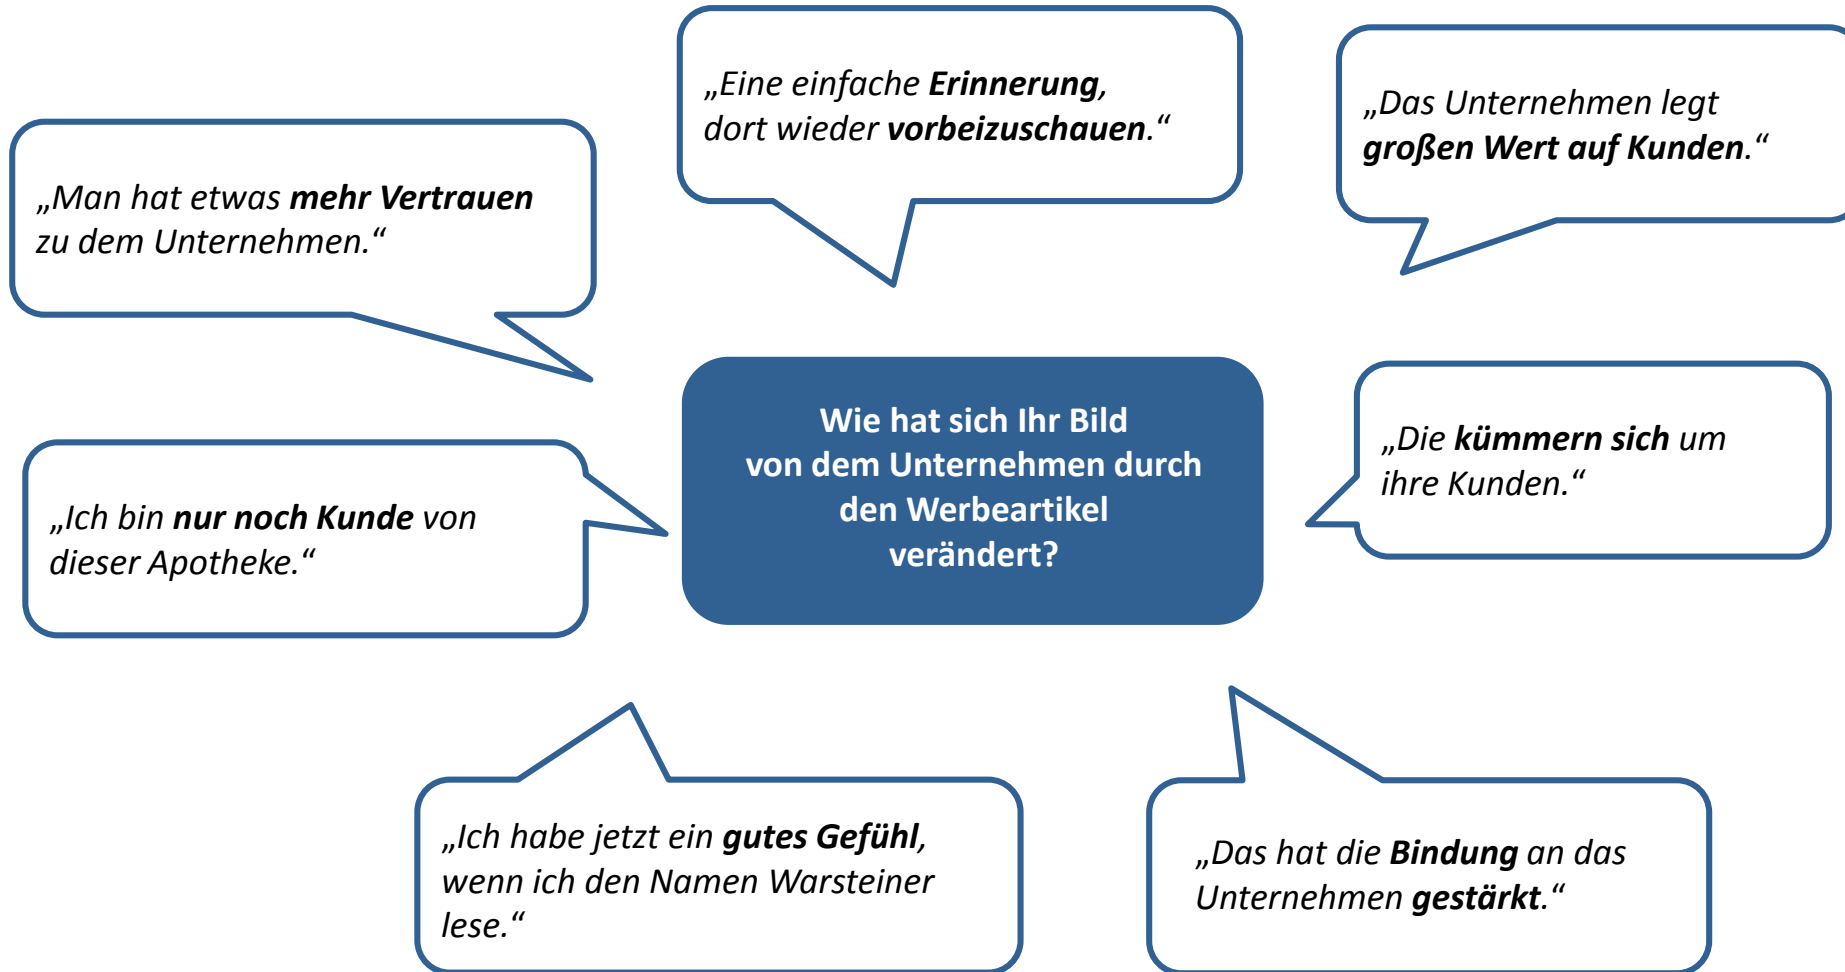 „Eine einfache Erinnerung,
dort wieder vorbeizuschauen.“
„Das Unternehmen legt
großen Wert auf Kunden.“
„Man hat etwas mehr Vertrauen
zu dem Unternehmen.“
Wie hat sich Ihr Bild
von dem Unternehmen durch
den Werbeartikel
verändert?
„Die kümmern sich um
ihre Kunden.“
„Ich bin nur noch Kunde von
dieser Apotheke.“
„Ich habe jetzt ein gutes Gefühl,
wenn ich den Namen Warsteiner
lese.“
„Das hat die Bindung an das
Unternehmen gestärkt.“